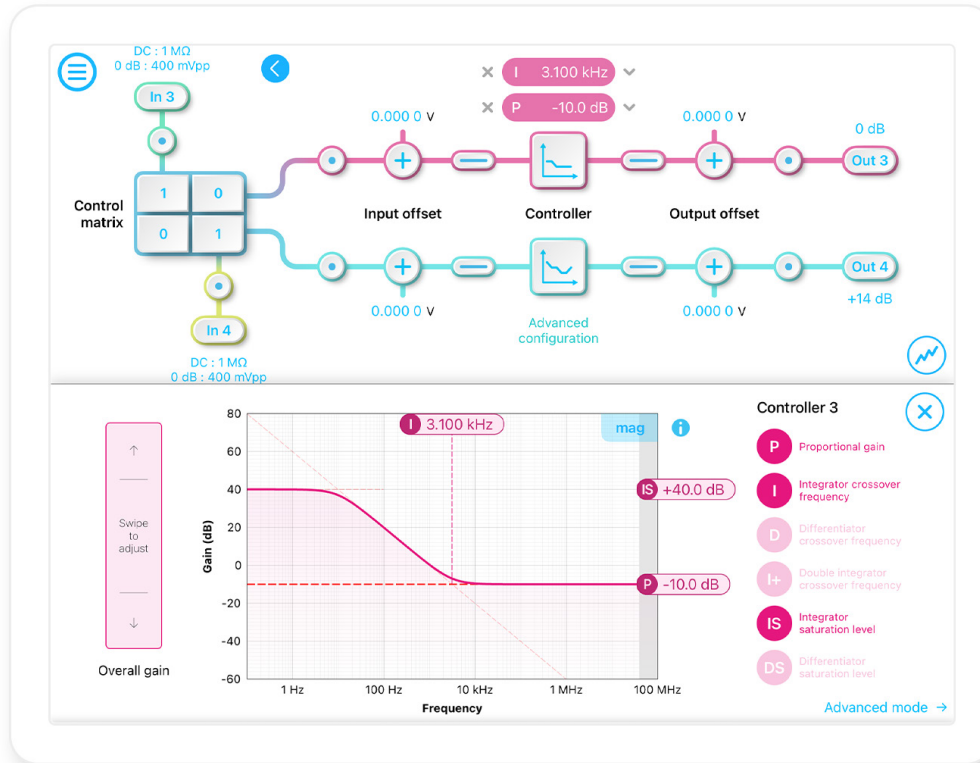 DC : 1 MΩ
0 dB : 400 mVpp
In 3
I 3.100 kHz
P -10.0 dB
0.000 0 V
0.000 0 V
0 dB
Out 3
Control
matrix
1 0
0 1
Input offset
Controller
Output offset
Out 4
+14 dB
0.000 0 V
0.000 0 V
Advanced
configuration
In 4
DC : 1 MΩ
0 dB : 400 mVpp
Swipe
to
adjust
Overall gain
Gain (dB)
80
60
40
20
0
-20
-40
-60
I 3.100 kHz
mag
i
IS +40.0 dB
P -10.0 dB
1 Hz
100 Hz
10 kHz
1 MHz
100 MHz
Frequency
Controller 3
P Proportional gain
I Integrator crossover
frequency
D Differentiator
crossover frequency
I+ Double integrator
crossover frequency
IS Integrator
saturation level
DS Differentiator
saturation level
Advanced mode →